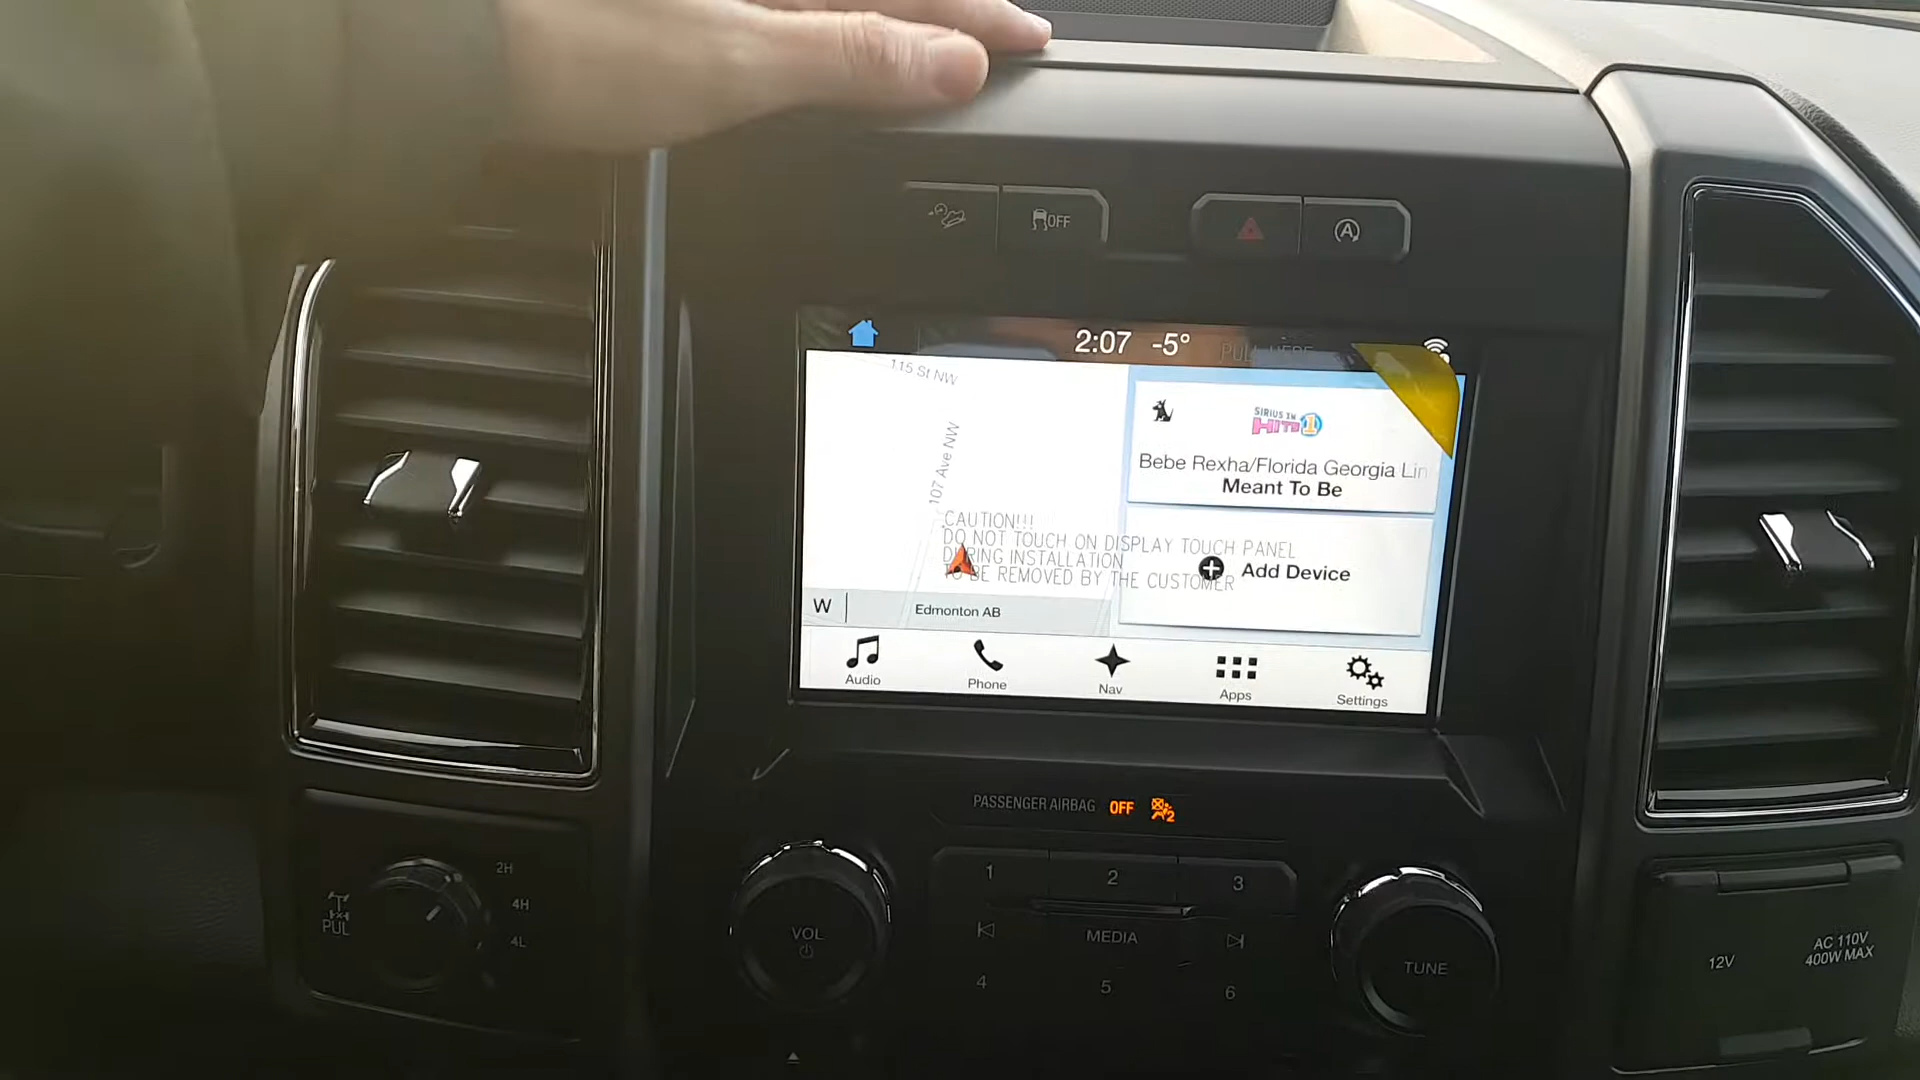 OFF
A
2:07 -5°
PULL HERE
115 St NW
107 Ave NW
SIRIUS XM
HITS 1
Bebe Rexha/Florida Georgia Lin
Meant To Be
CAUTION!!!
DO NOT TOUCH ON DISPLAY TOUCH PANEL
DURING INSTALLATION
TO BE REMOVED BY THE CUSTOMER
Add Device
W
Edmonton AB
Audio
Phone
Nav
Apps
Settings
PASSENGER AIRBAG OFF 2
2H
4H
4L
PUL
VOL
1
2
3
MEDIA
4
5
6
TUNE
12V
AC 110V
400W MAX